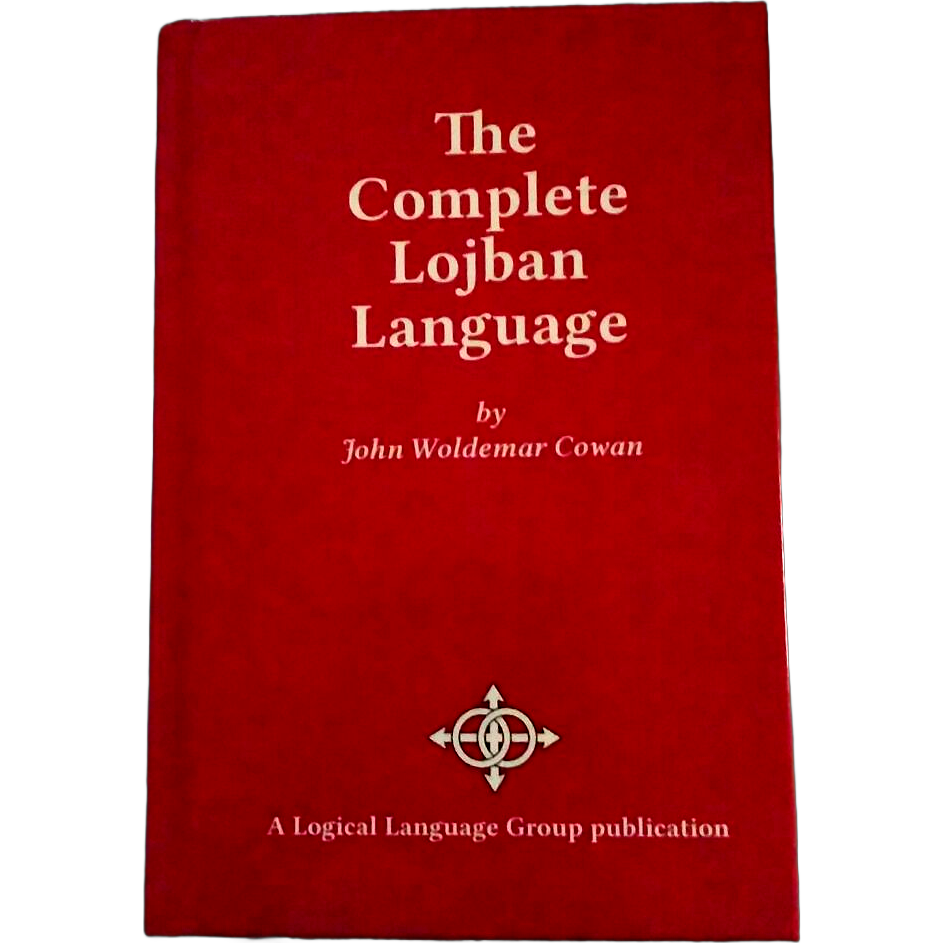 The
Complete
Lojban
Language
by
John Woldemar Cowan
A Logical Language Group publication